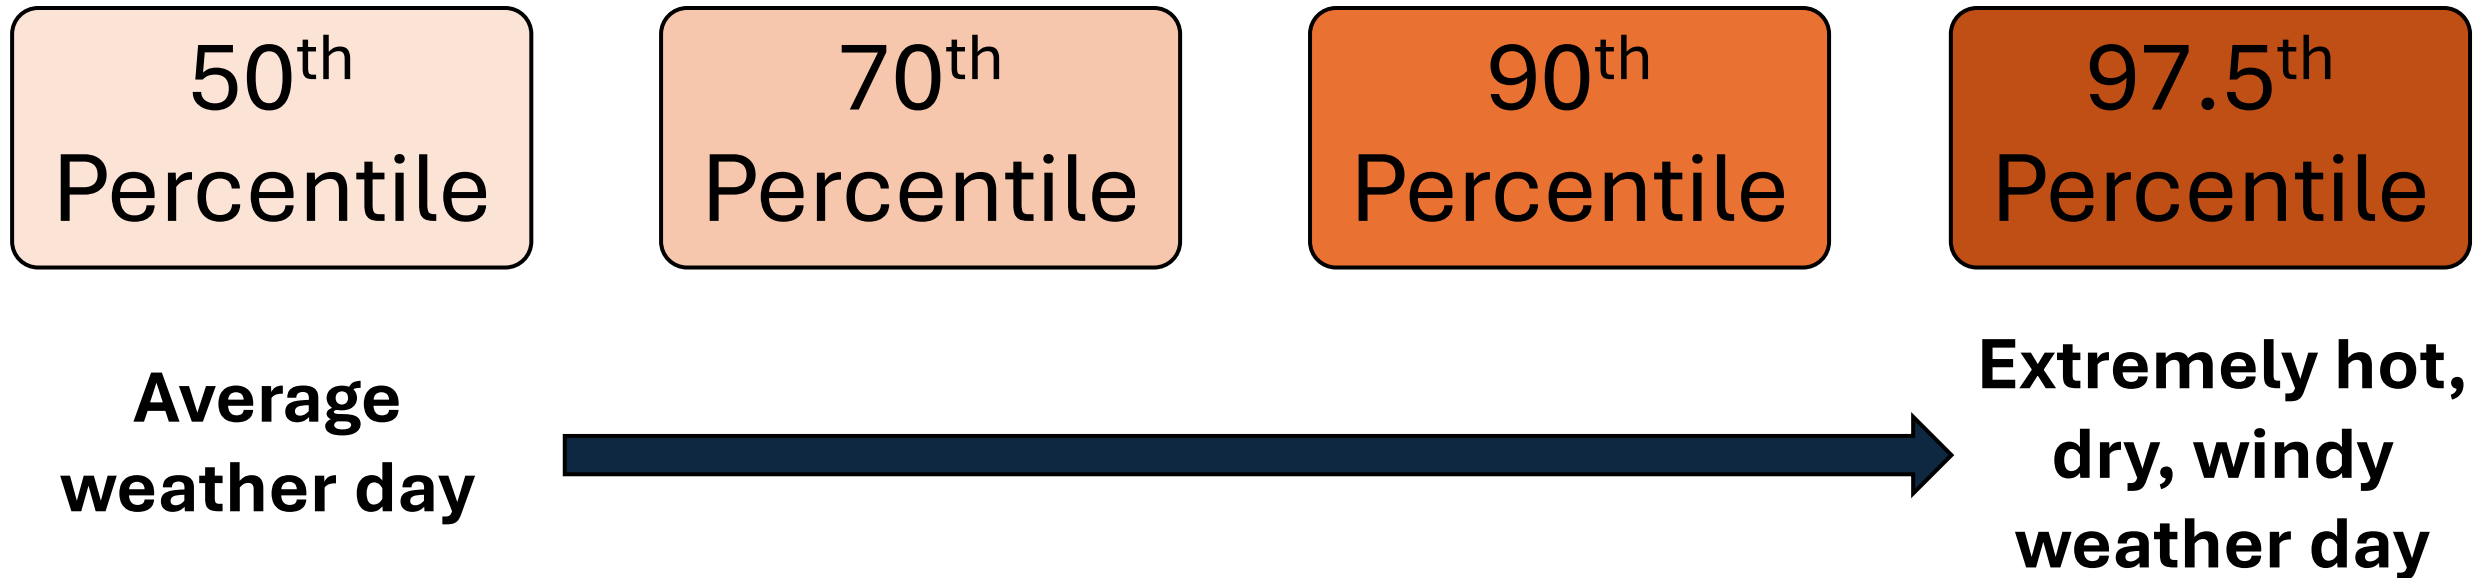 50th
Percentile
70th
Percentile
90th
Percentile
97.5th
Percentile
Average
weather day
Extremely hot,
dry, windy
weather day